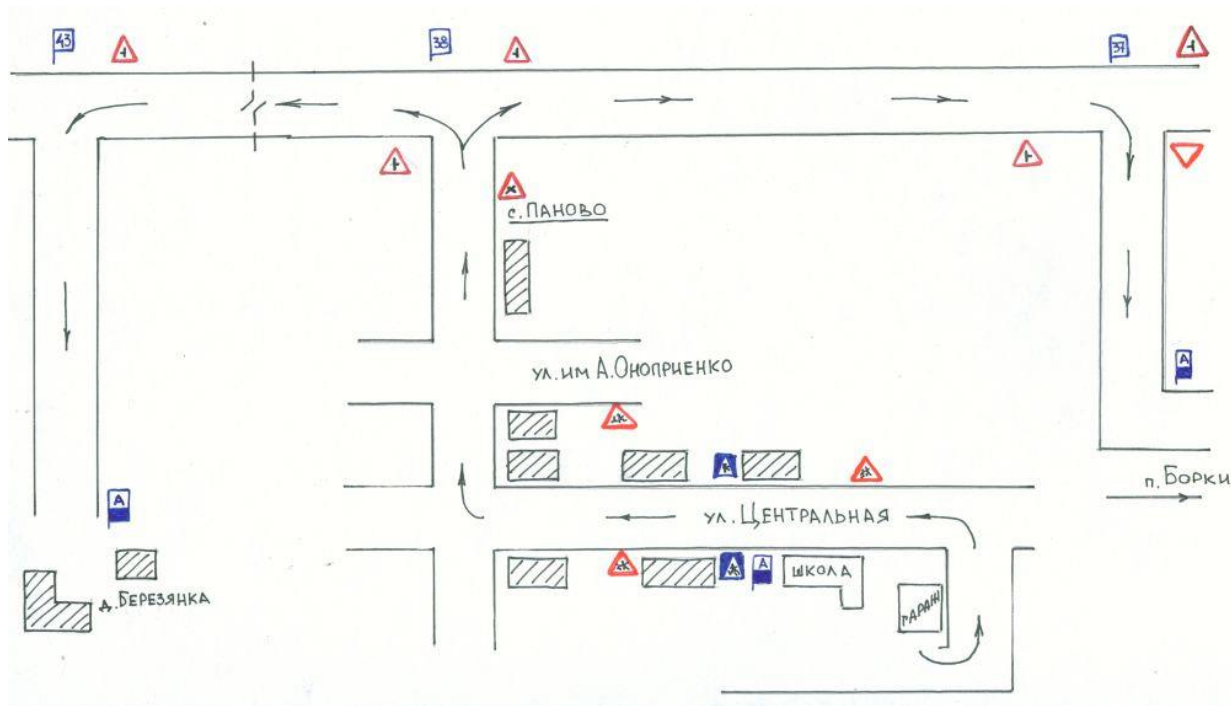 43
38
37
с. ПАНОВО
ул. им А. ОНОПРИЕНКО
А
п. БОРКИ
А
ул. ЦЕНТРАЛЬНАЯ
А
ШКОЛА
ГАРАЖ
д. БЕРЕЗЯНКА